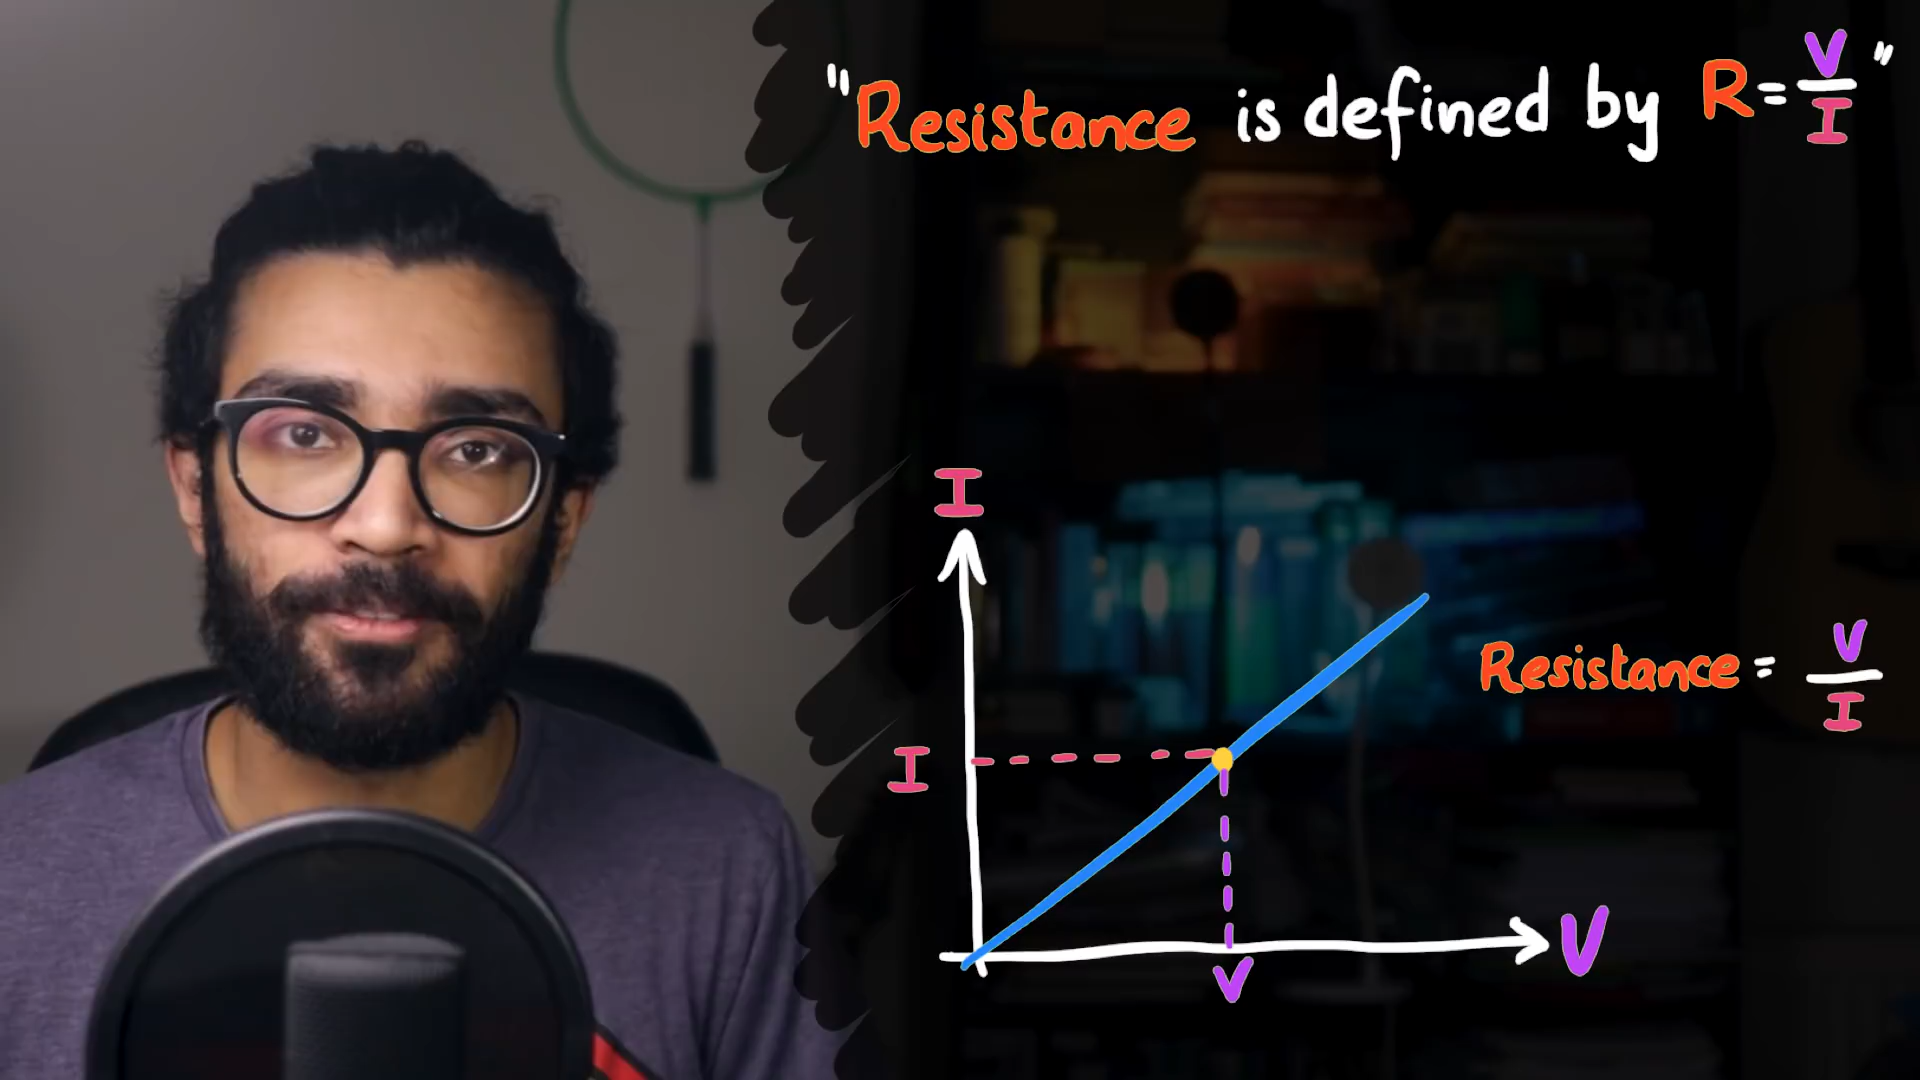 "Resistance is defined by R = V/I"
I
Resistance = V/I
I
V
V